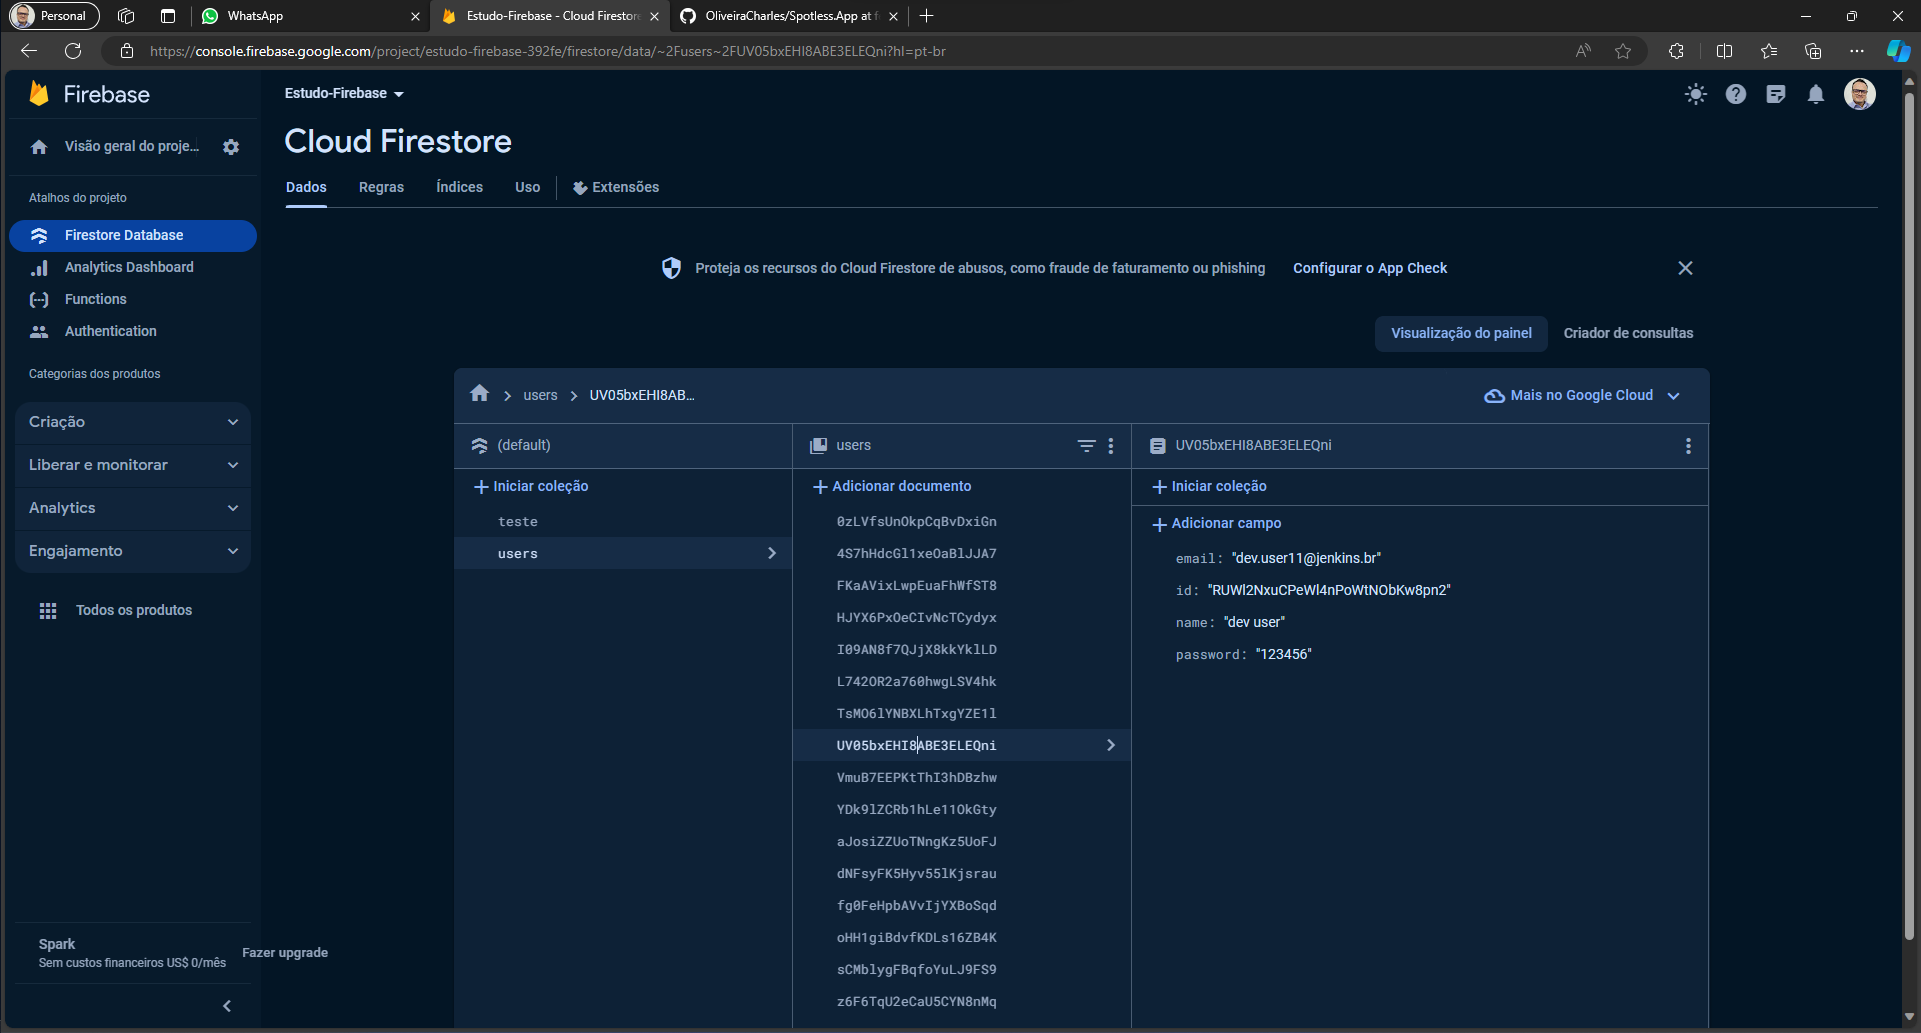 Personal
WhatsApp
Estudo-Firebase - Cloud Firestore
OliveiraCharles/Spotless.App at f
https://console.firebase.google.com/project/estudo-firebase-392fe/firestore/data/~2Fusers~2FUV05bxEHI8ABE3ELEQni?hl=pt-br
Firebase
Estudo-Firebase
Visão geral do proje...
Cloud Firestore
Dados Regras Índices Uso Extensões
Atalhos do projeto
Firestore Database
Analytics Dashboard
Functions
Authentication
Categorias dos produtos
Criação
Liberar e monitorar
Analytics
Engajamento
Todos os produtos
Spark
Sem custos financeiros US$ 0/mês
Fazer upgrade
Proteja os recursos do Cloud Firestore de abusos, como fraude de faturamento ou phishing Configurar o App Check
Visualização do painel Criador de consultas
users UV05bxEHI8AB...
Mais no Google Cloud
(default)
Iniciar coleção
teste
users
users
Adicionar documento
0zLVfsUnOkpCqBvDxiGn
4S7hHdcGl1xeOaBlJJA7
FKaAVixLwpEuaFhWfST8
HJYX6PxOeCIvNcTCydyx
I09AN8f7QJjX8kkYklLD
L742OR2a760hwgLSV4hk
TsMO6lYNBXLhTxgYZE1l
UV05bxEHI8ABE3ELEQni
VmuB7EEPKtThI3hDBzhw
YDk9lZCRb1hLe11OkGty
aJosiZZUoTNngKz5UoFJ
dNFsyFK5Hyv55lKjsrau
fg0FeHpbAVvIjYXBoSqd
oHH1giBdvfKDLs16ZB4K
sCMblygFBqfoYuLJ9FS9
z6F6TqU2eCaU5CYN8nMq
UV05bxEHI8ABE3ELEQni
Iniciar coleção
Adicionar campo
email: "dev.user11@jenkins.br"
id: "RUWl2NxuCPeWl4nPoWtNObKw8pn2"
name: "dev user"
password: "123456"